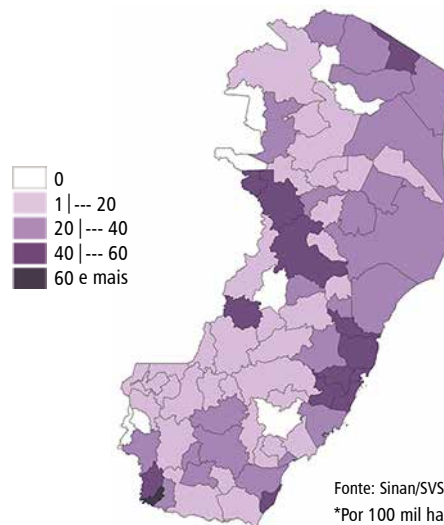 0
1|--- 20
20|--- 40
40|--- 60
60 e mais
Fonte: Sinan/SVS
*Por 100 mil ha